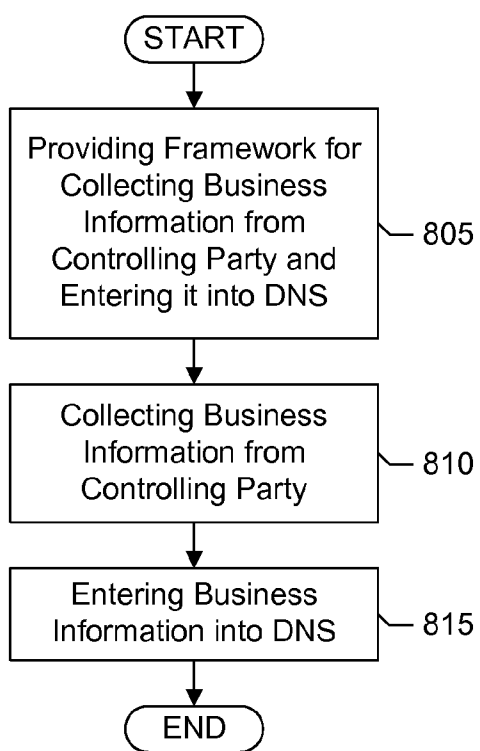 START
Providing Framework for
Collecting Business
Information from
Controlling Party and
Entering it into DNS
805
Collecting Business
Information from
Controlling Party
810
Entering Business
Information into DNS
815
END